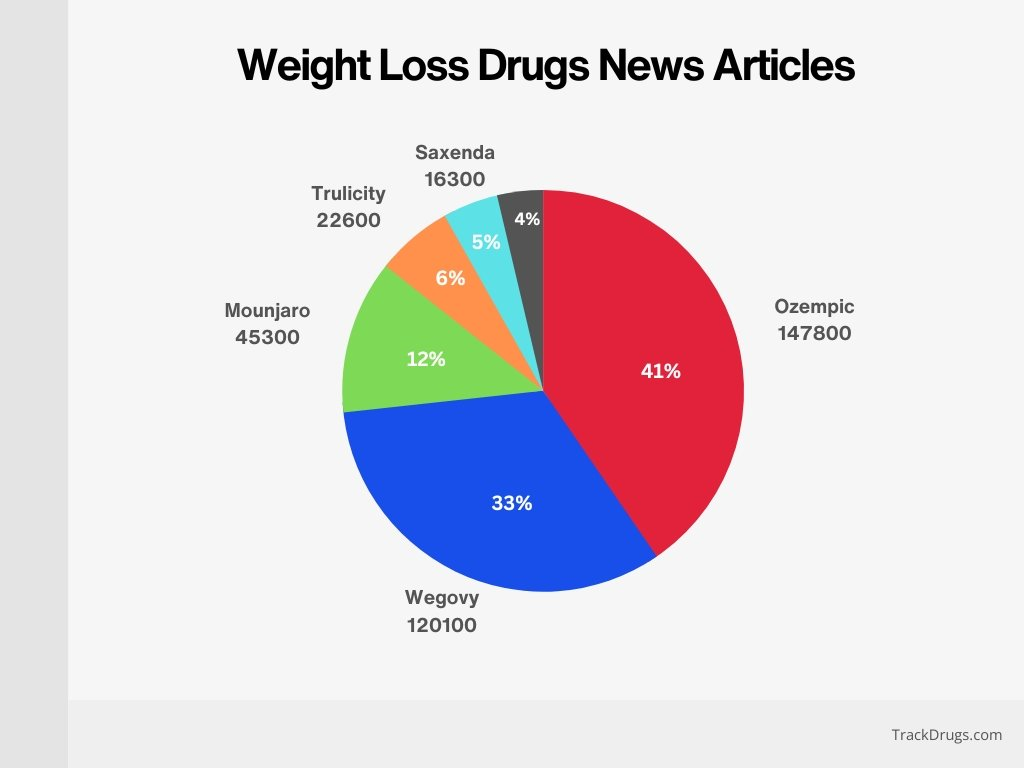 Weight Loss Drugs News Articles
Saxenda
16300
Trulicity
22600
4%
5%
6%
Mounjaro
45300
12%
Ozempic
147800
41%
33%
Wegovy
120100
TrackDrugs.com